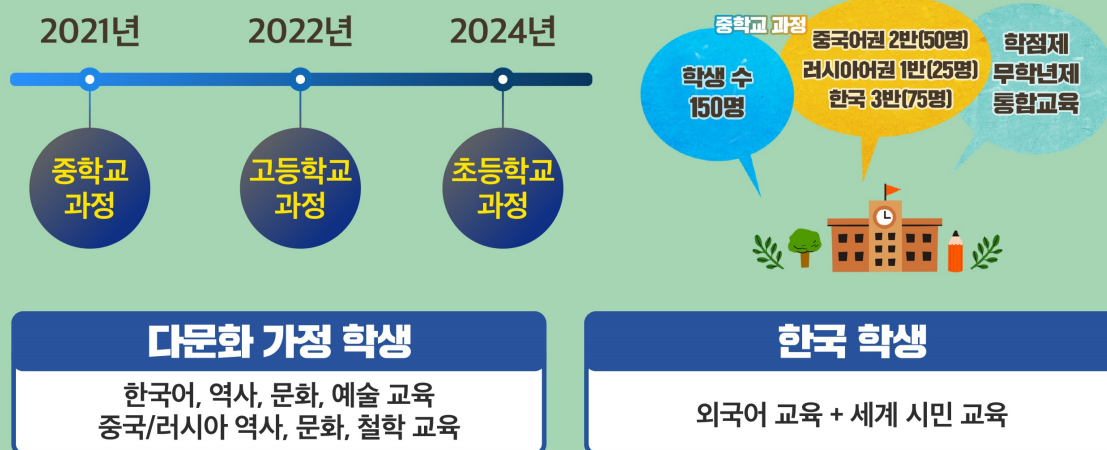 2021년
2022년
2024년
중학교
과정
고등학교
과정
초등학교
과정
중학교 과정
학생 수
150명
중국어권 2반(50명)
러시아어권 1반(25명)
한국 3반(75명)
학점제
무학년제
통합교육
다문화 가정 학생
한국어, 역사, 문화, 예술 교육
중국/러시아 역사, 문화, 철학 교육
한국 학생
외국어 교육 + 세계 시민 교육